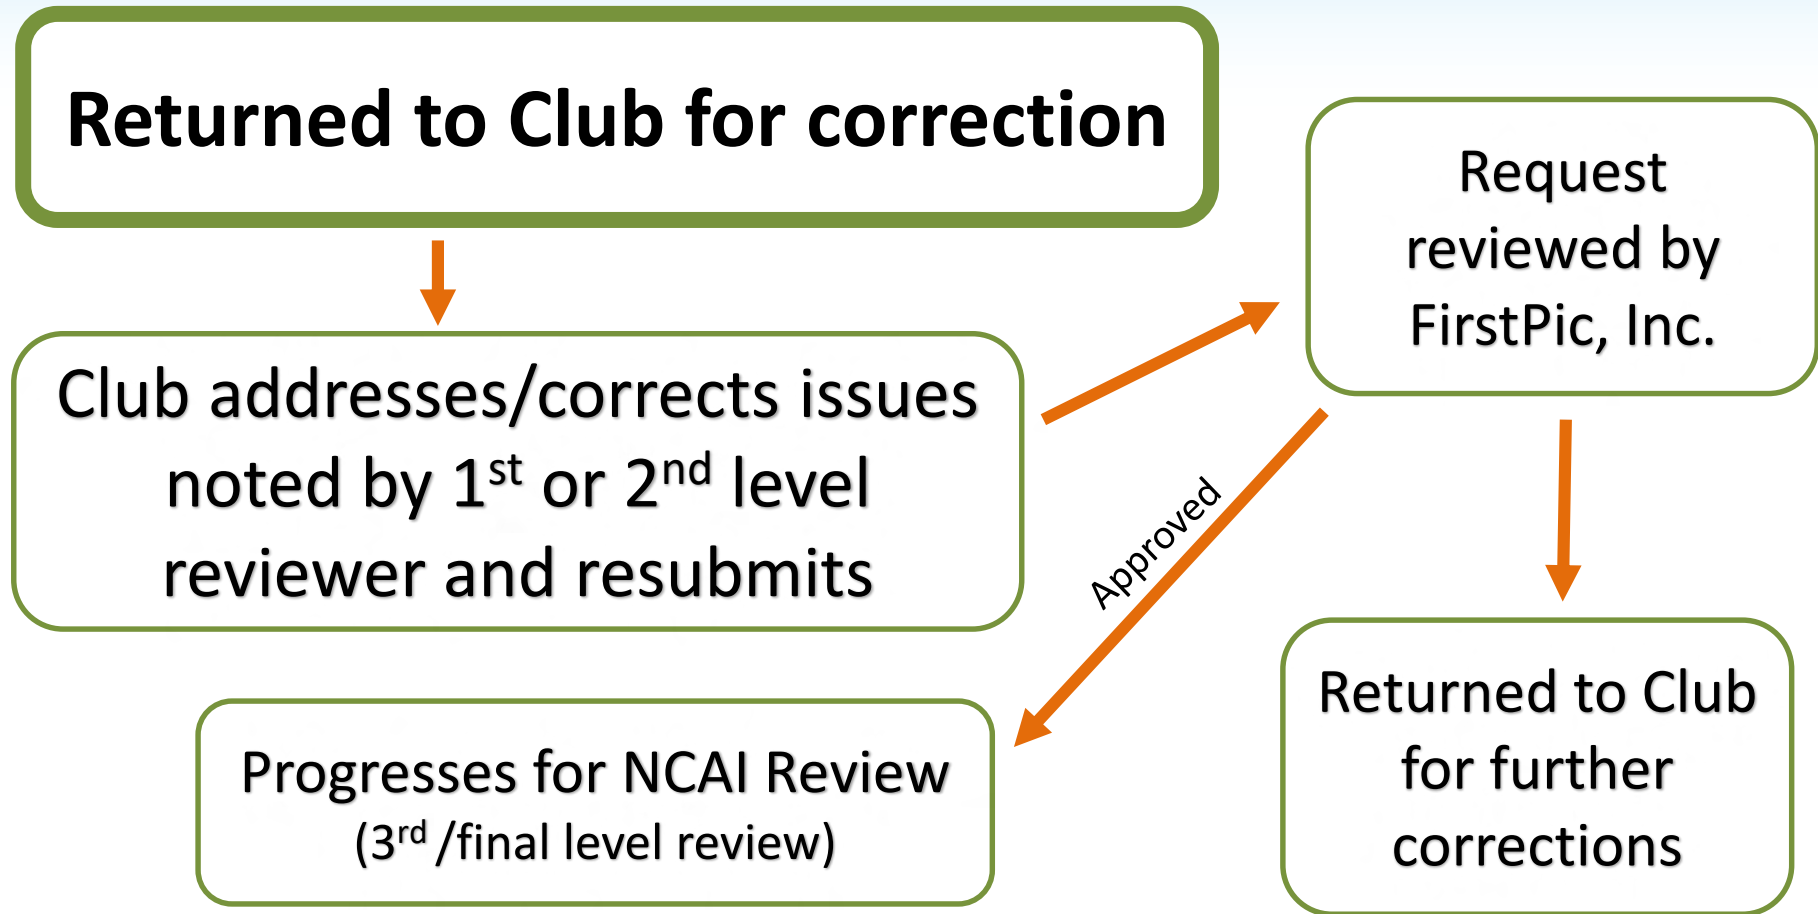 Returned to Club for correction
Club addresses/corrects issues
noted by 1st or 2nd level
reviewer and resubmits
Request
reviewed by
FirstPic, Inc.
Approved
Progresses for NCAI Review
(3rd /final level review)
Returned to Club
for further
corrections